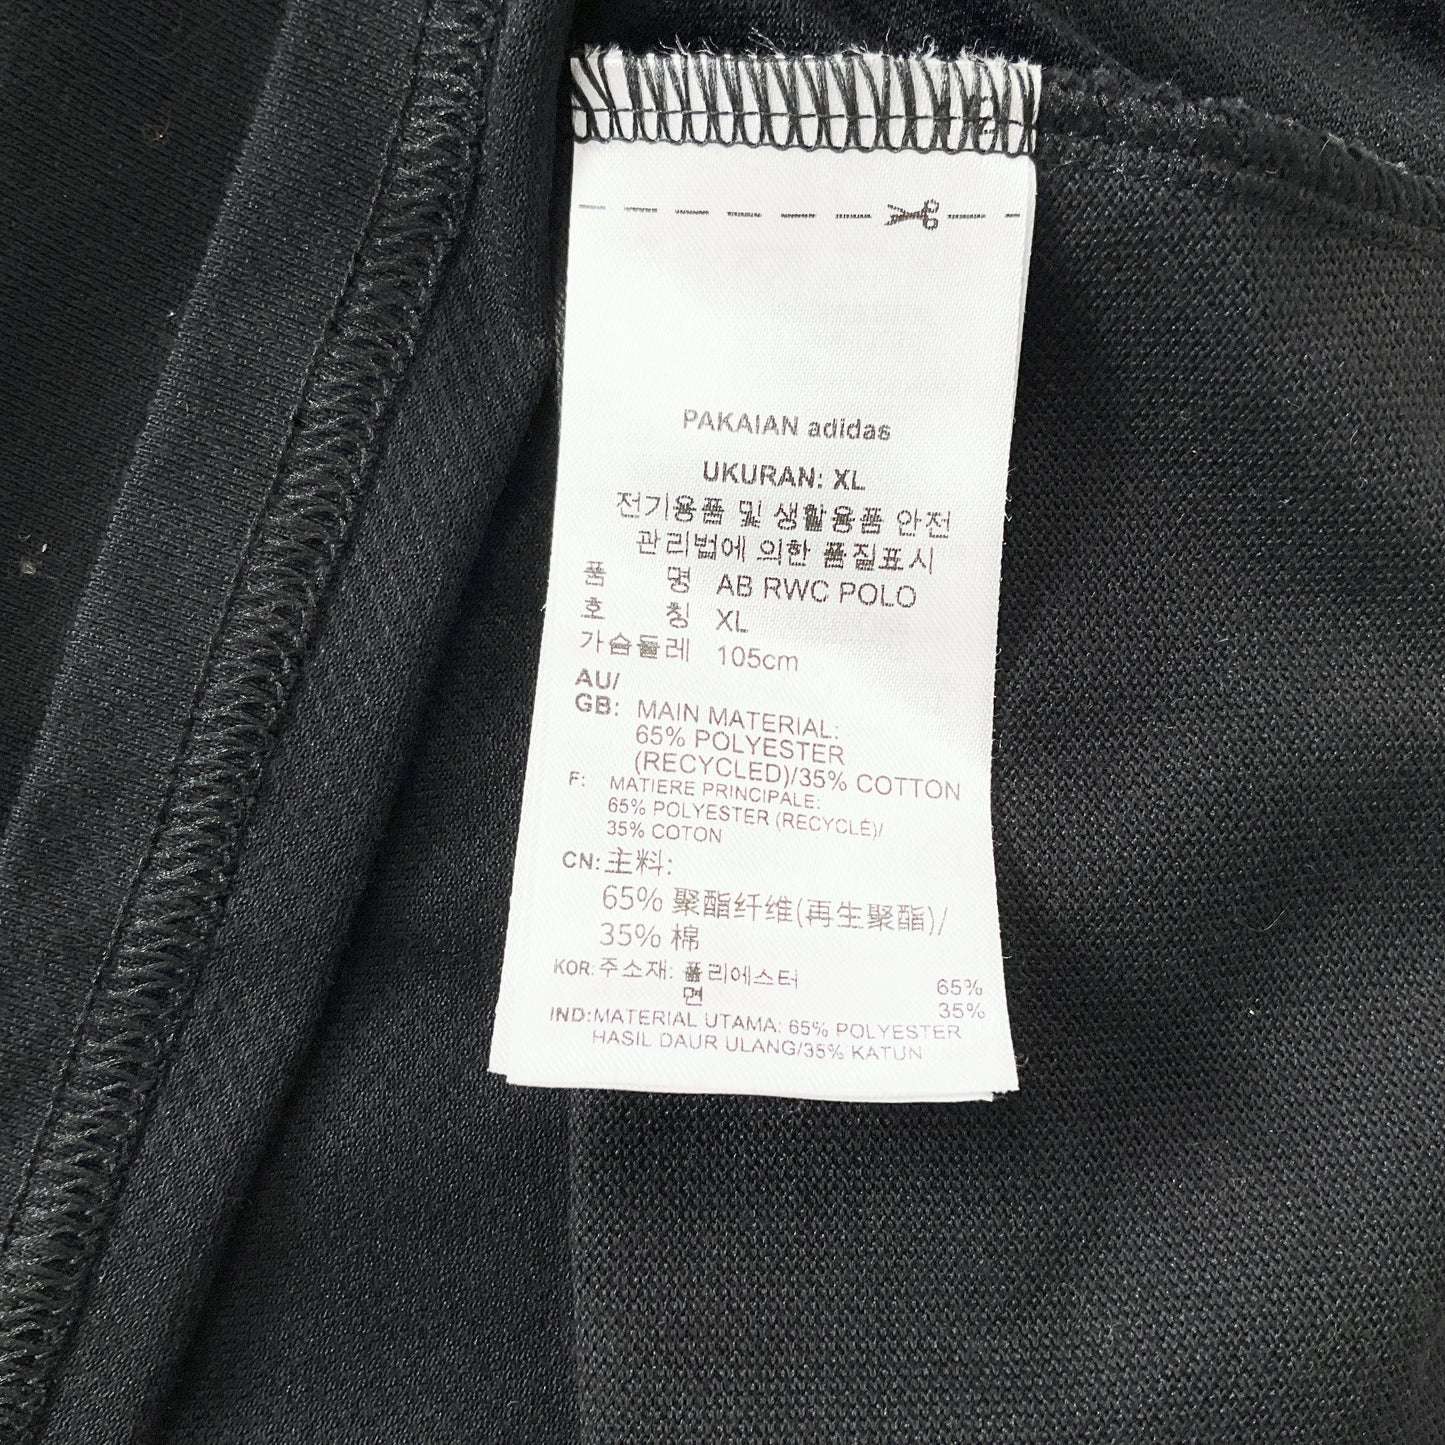 PAKAIAN adidas
UKURAN: XL
전기용품 및 생활용품 안전
관리법에 의한 품질표시
품 명 AB RWC POLO
호 칭 XL
가슴둘레 105cm
AU/
GB: MAIN MATERIAL:
65% POLYESTER
(RECYCLED)/35% COTTON
F: MATIERE PRINCIPALE:
65% POLYESTER (RECYCLÉ)/
35% COTON
CN: 主料:
65% 聚酯纤维(再生聚酯)/
35% 棉
KOR: 주소재: 폴리에스터 65%
면 35%
IND: MATERIAL UTAMA: 65% POLYESTER
HASIL DAUR ULANG/35% KATUN